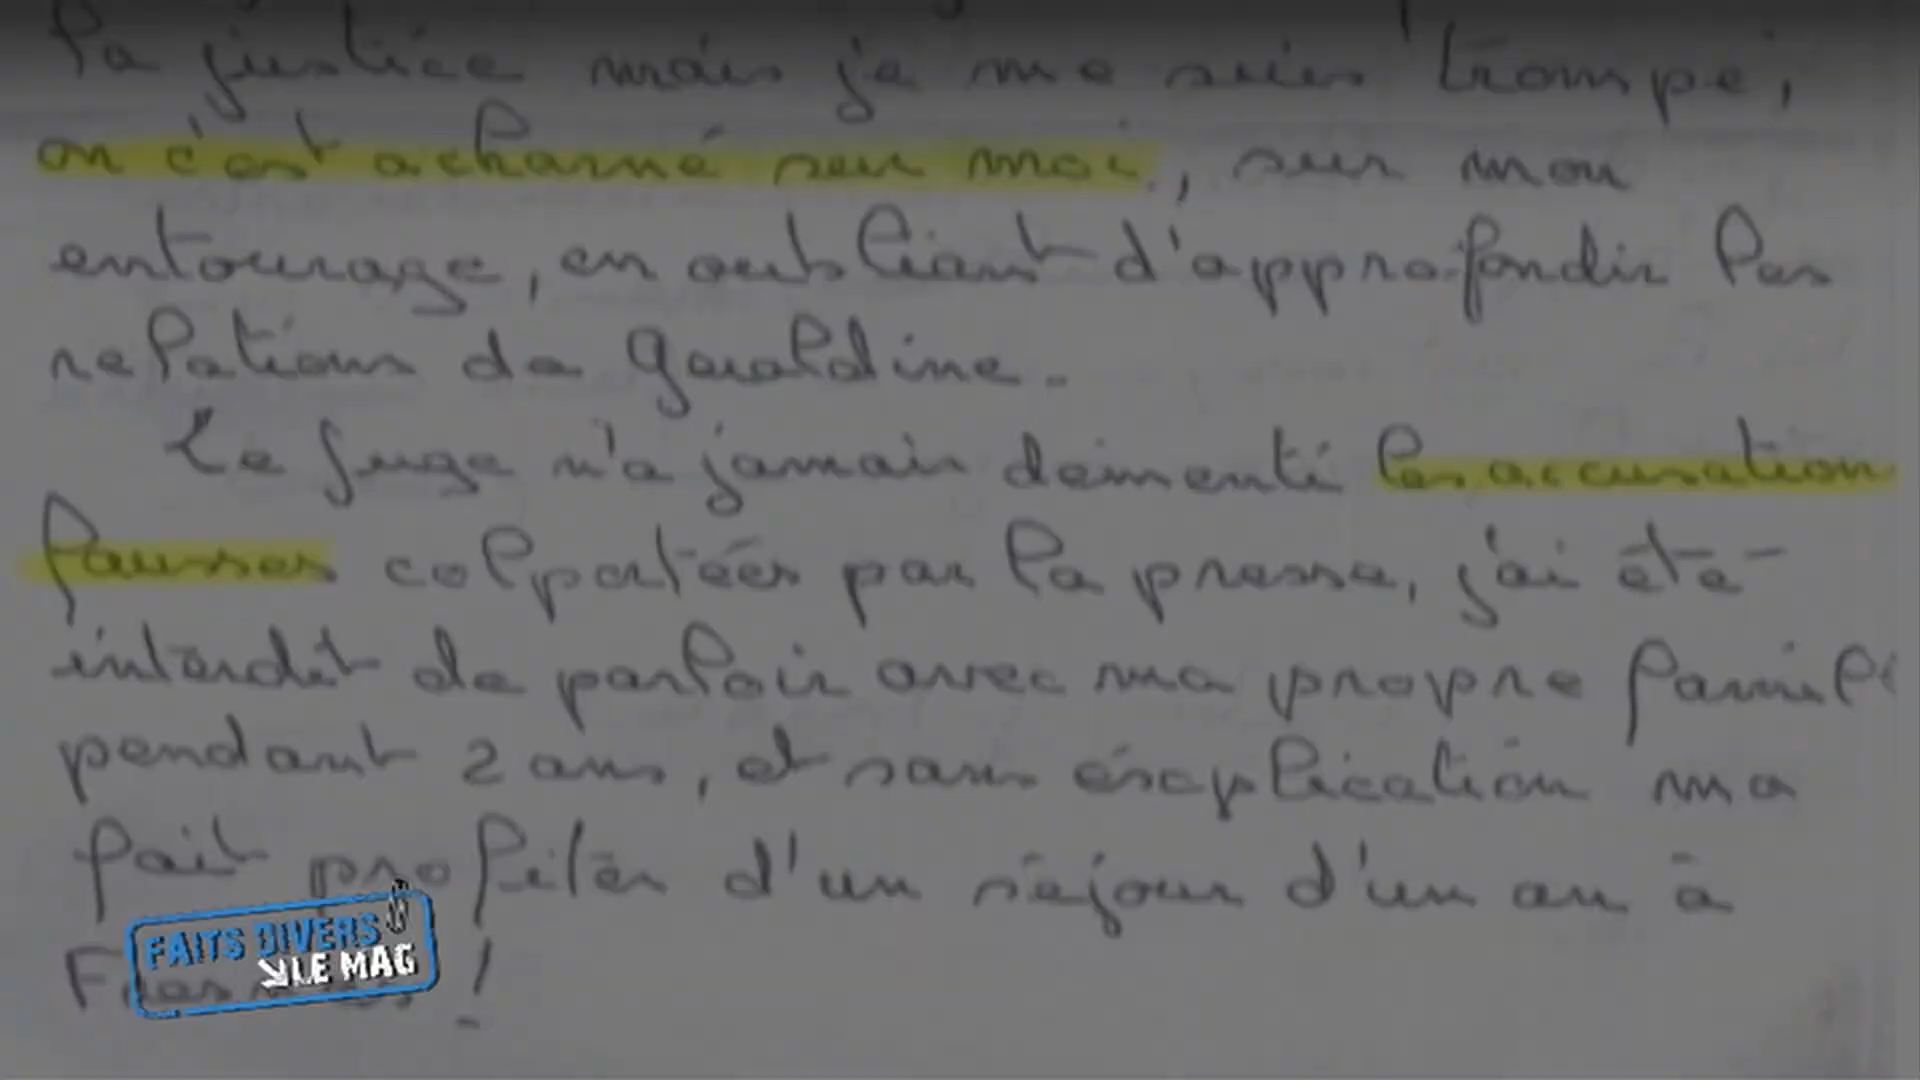 la justice mais je me suis trompé,
on c'est acharné sur moi, sur mon
entourage, en oubliant d'approfondir les
relations de Geraldine.
Le juge n'a jamais démenti les accusation
fausses colportées par la presse, j'ai été
interdit de parloir avec ma propre famille
pendant 2 ans, et sans éxplication ma
fait profiter d'un séjour d'un an à
!
FAITS DIVERS
LE MAG